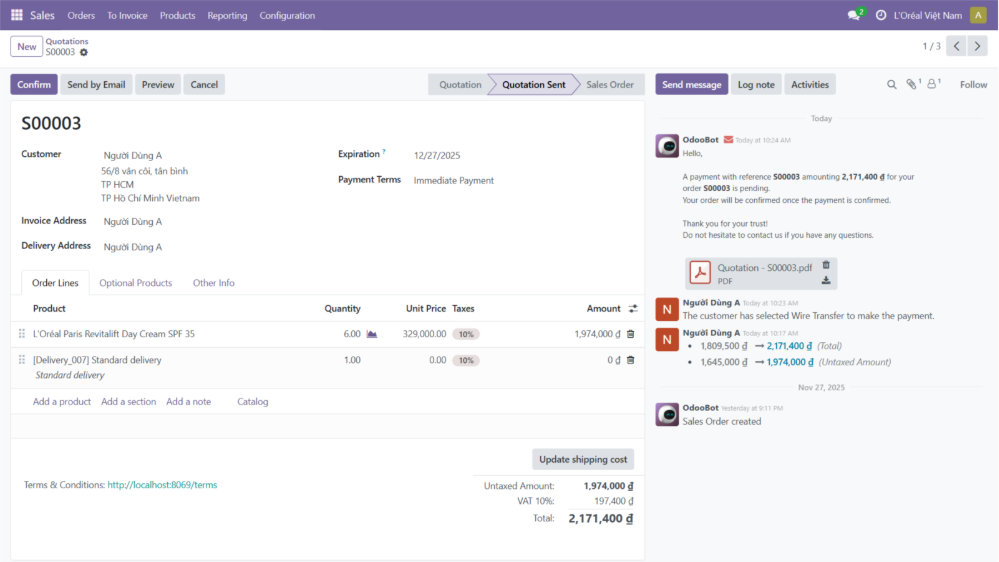 Sales Orders To Invoice Products Reporting Configuration 2 L'Oréal Việt Nam A
New Quotations
S00003 1 / 3
Confirm Send by Email Preview Cancel Quotation Quotation Sent Sales Order Send message Log note Activities 1 1 Follow
S00003
Customer Người Dùng A
56/8 văn côi, tân bình
TP HCM
TP Hồ Chí Minh Vietnam
Expiration ? 12/27/2025
Payment Terms Immediate Payment
Invoice Address Người Dùng A
Delivery Address Người Dùng A
Order Lines Optional Products Other Info
Product Quantity Unit Price Taxes Amount
L'Oréal Paris Revitalift Day Cream SPF 35 6.00 329,000.00 10% 1,974,000 ₫
[Delivery_007] Standard delivery 1.00 0.00 10% 0 ₫
Standard delivery
Add a product Add a section Add a note Catalog
Update shipping cost
Terms & Conditions: http://localhost:8069/terms
Untaxed Amount: 1,974,000 ₫
VAT 10%: 197,400 ₫
Total: 2,171,400 ₫
Today
OdooBot Today at 10:24 AM
Hello,
A payment with reference S00003 amounting 2,171,400 ₫ for your
order S00003 is pending.
Your order will be confirmed once the payment is confirmed.
Thank you for your trust!
Do not hesitate to contact us if you have any questions.
Quotation - S00003.pdf
PDF
N Người Dùng A Today at 10:23 AM
The customer has selected Wire Transfer to make the payment.
N Người Dùng A Today at 10:17 AM
• 1,809,500 ₫ → 2,171,400 ₫ (Total)
• 1,645,000 ₫ → 1,974,000 ₫ (Untaxed Amount)
Nov 27, 2025
OdooBot Yesterday at 9:11 PM
Sales Order created